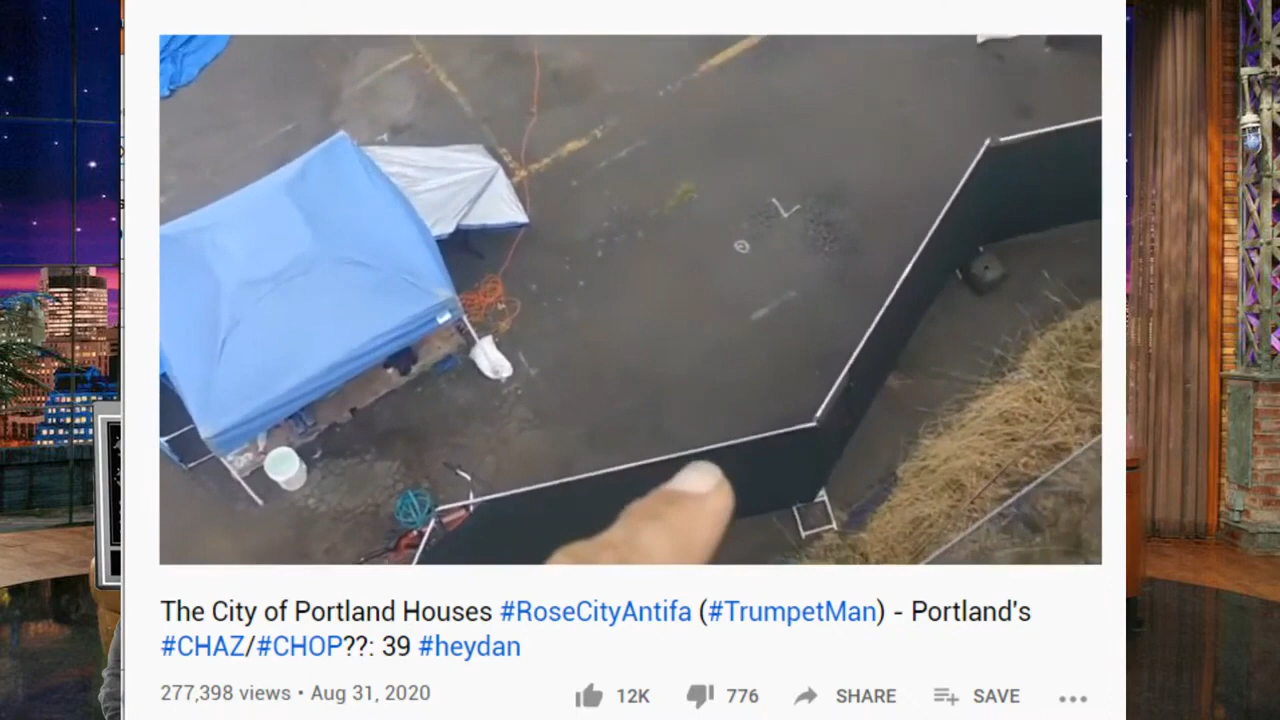 The City of Portland Houses #RoseCityAntifa (#TrumpetMan) - Portland's
#CHAZ/#CHOP??: 39 #heydan
277,398 views • Aug 31, 2020 12K 776 SHARE SAVE